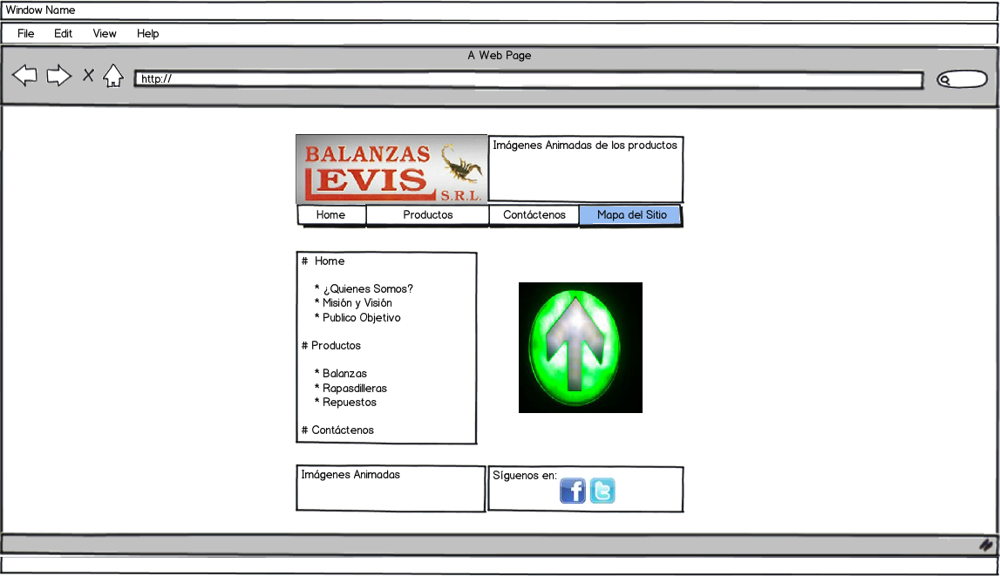 Window Name
File Edit View Help
A Web Page
http://
BALANZAS
LEVIS
S.R.L.
Imágenes Animadas de los productos
Home Productos Contáctenos Mapa del Sitio
# Home
* ¿Quienes Somos?
* Misión y Visión
* Publico Objetivo
# Productos
* Balanzas
* Rapasdilleras
* Repuestos
# Contáctenos
Imágenes Animadas
Síguenos en: